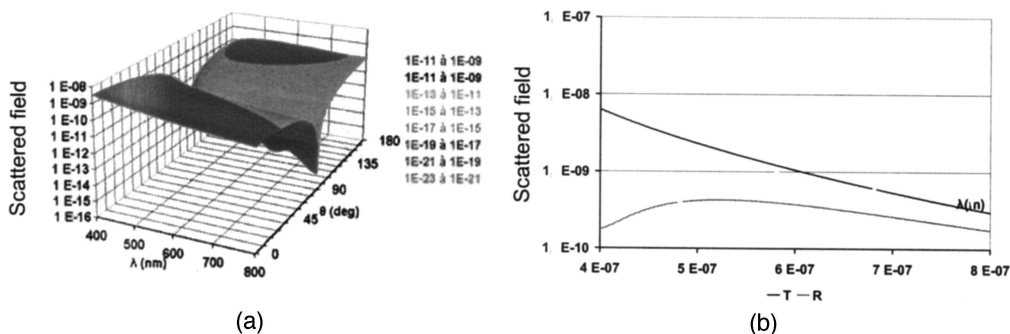 Scattered field
1 E-08
1 E-09
1 E-10
1 E-11
1 E-12
1 E-13
1 E-14
1 E-15
1 E-16
400
500
600
700
800
λ (nm)
0
45
90
135
180
θ (deg)
1E-11 à 1E-09
1E-11 à 1E-09
1E-13 à 1E-11
1E-15 à 1E-13
1E-17 à 1E-15
1E-19 à 1E-17
1E-21 à 1E-19
1E-23 à 1E-21
(a)
Scattered field
1, E-07
1, E-08
1, E-09
1, E-10
4 E-07
5 E-07
6 E-07
7 E-07
8 E-07
T
R
(b)